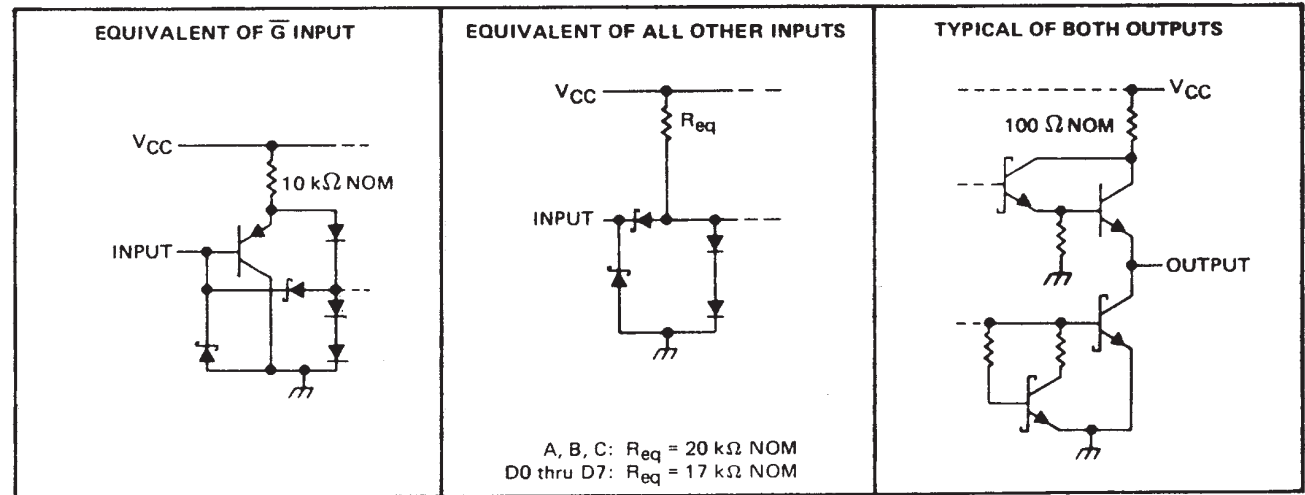 EQUIVALENT OF G̅ INPUT
VCC
10 kΩ NOM
INPUT
EQUIVALENT OF ALL OTHER INPUTS
VCC
Req
INPUT
A, B, C: Req = 20 kΩ NOM
D0 thru D7: Req = 17 kΩ NOM
TYPICAL OF BOTH OUTPUTS
VCC
100 Ω NOM
OUTPUT